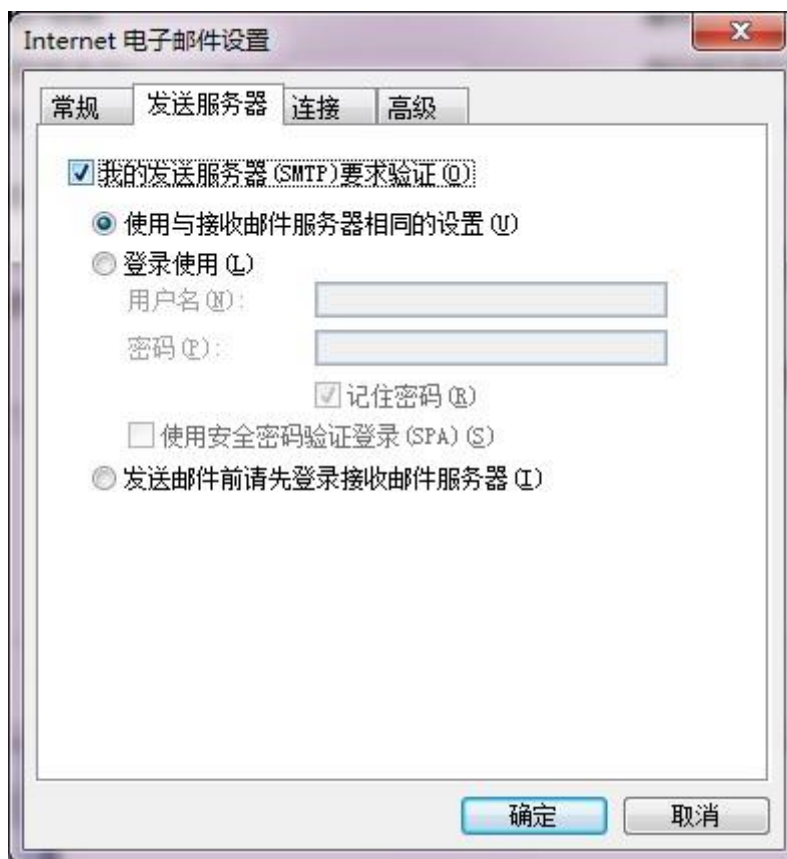 Internet 电子邮件设置
常规 发送服务器 连接 高级
我的发送服务器(SMTP)要求验证(O)
使用与接收邮件服务器相同的设置(U)
登录使用(L)
用户名(N):
密码(P):
记住密码(R)
使用安全密码验证登录(SPA)(S)
发送邮件前请先登录接收邮件服务器(I)
确定 取消